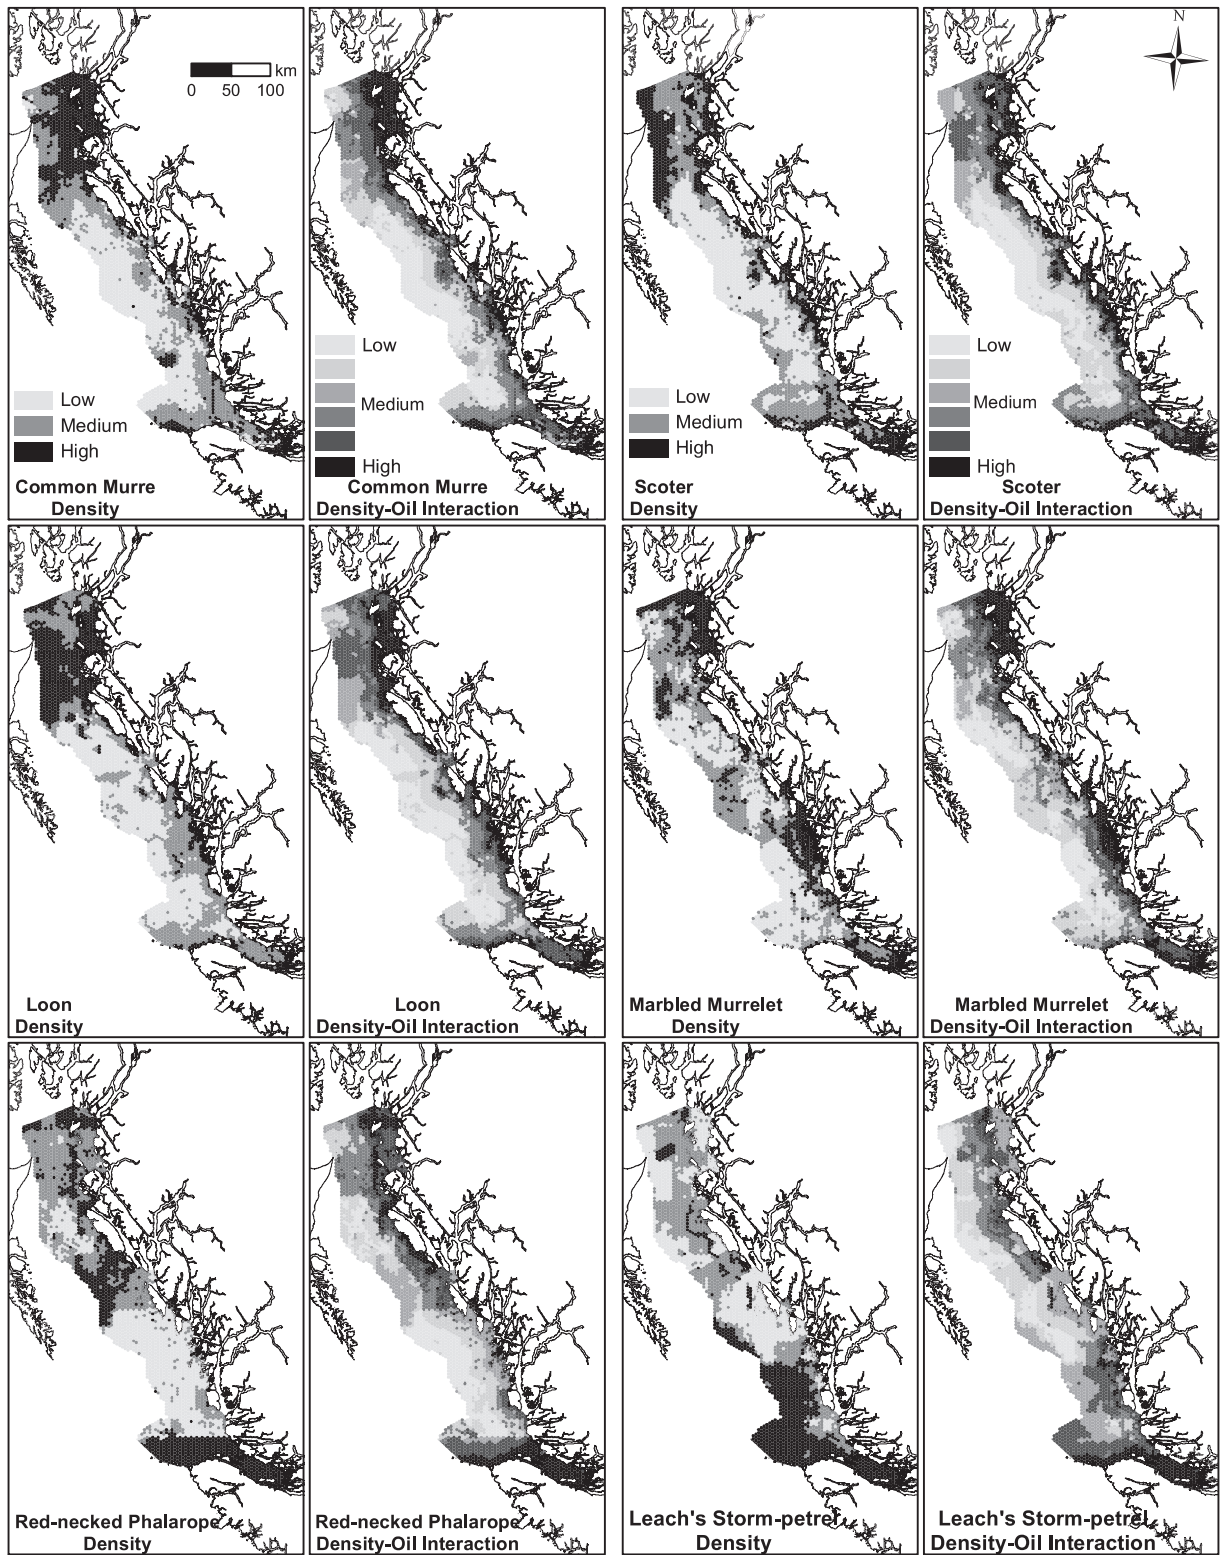 km
0 50 100
Low
Medium
High
Common Murre
Density
Low
Medium
High
Common Murre
Density-Oil Interaction
Low
Medium
High
Scoter
Density
N
Low
Medium
High
Scoter
Density-Oil Interaction
Loon
Density
Loon
Density-Oil Interaction
Marbled Murrelet
Density
Marbled Murrelet
Density-Oil Interaction
Red-necked Phalarope
Density
Red-necked Phalarope
Density-Oil Interaction
Leach's Storm-petrel
Density
Leach's Storm-petrel
Density-Oil Interaction